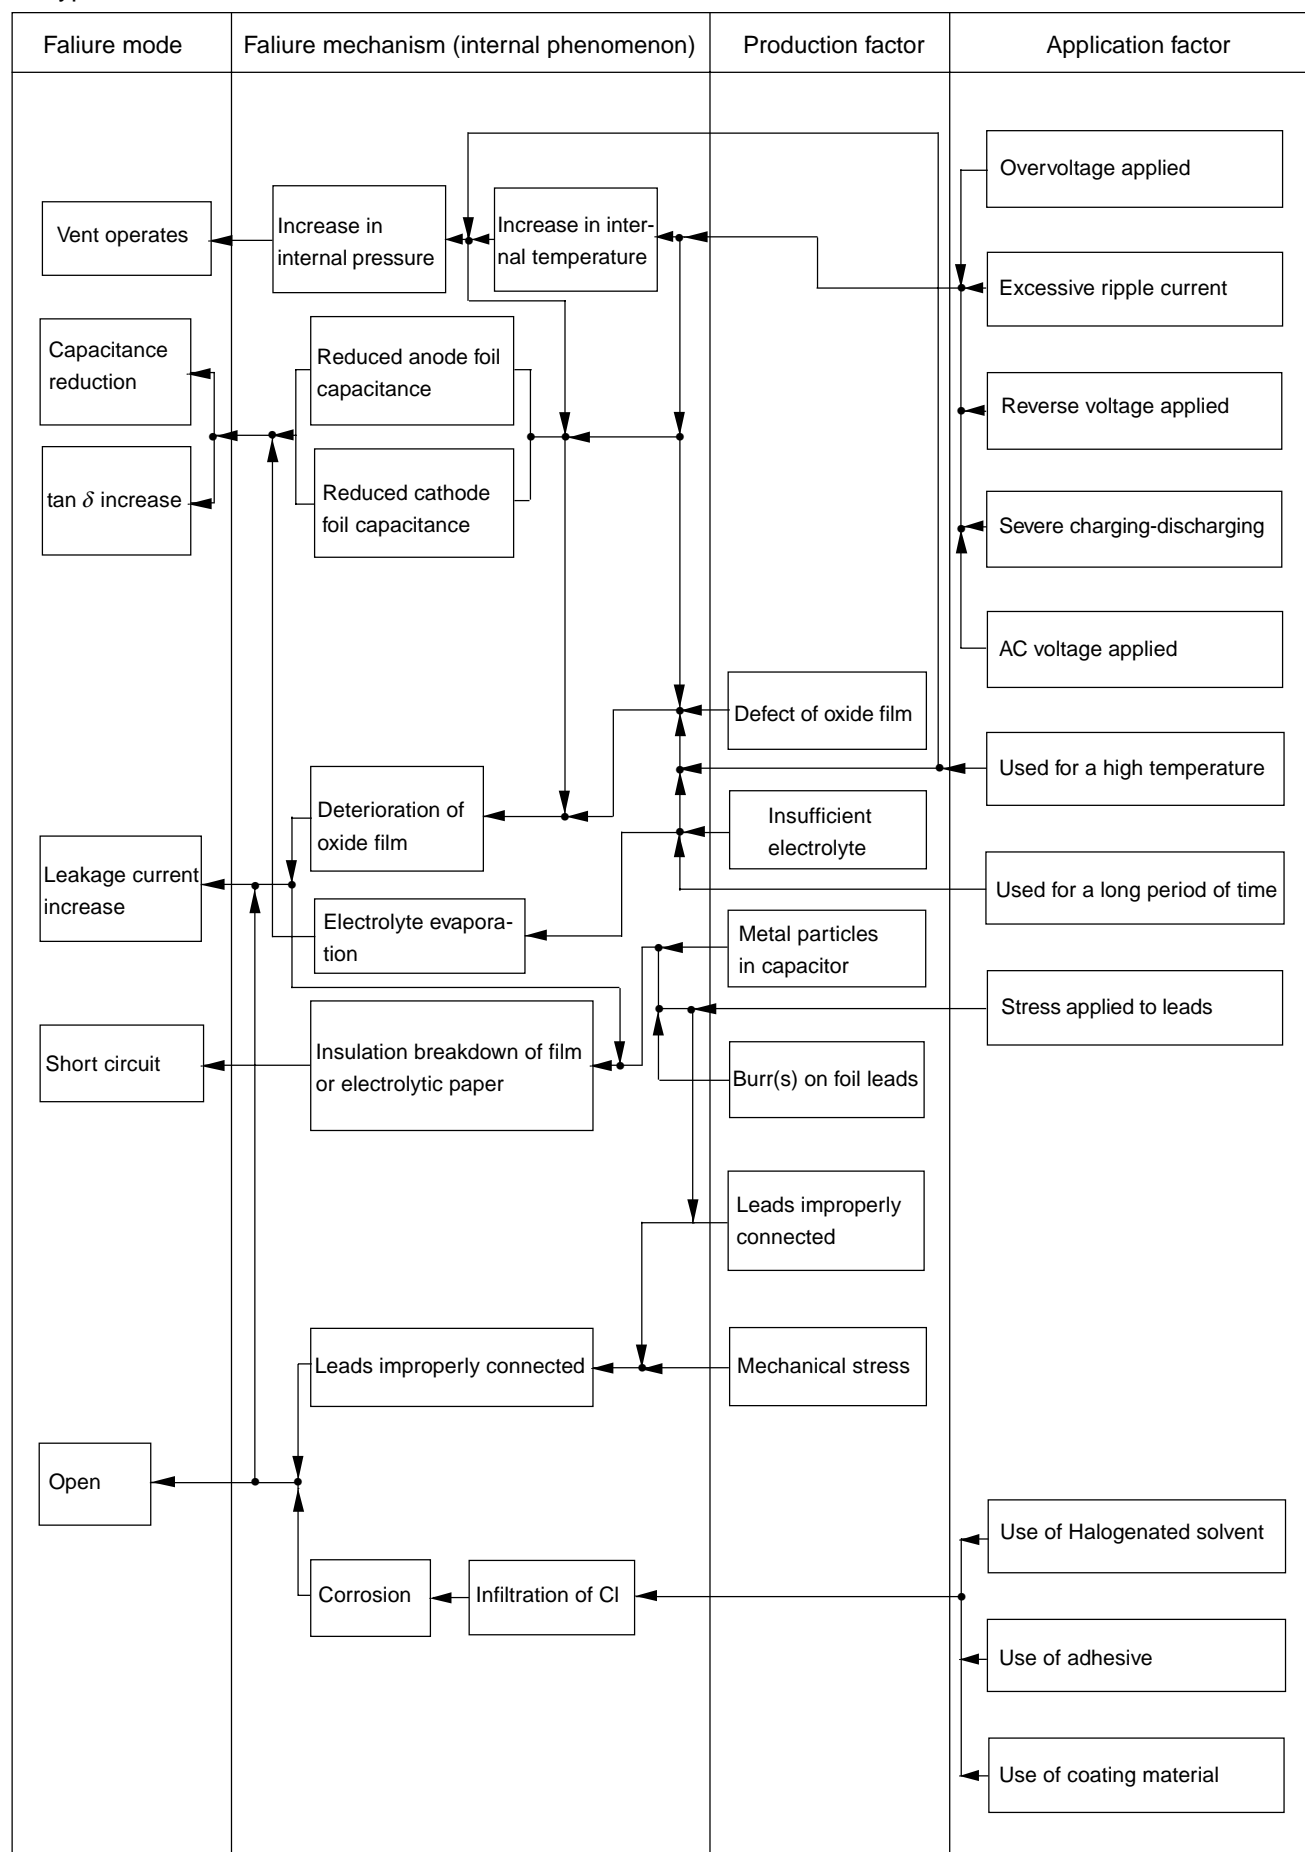 Faliure mode
Faliure mechanism (internal phenomenon)
Production factor
Application factor
Overvoltage applied
Vent operates
Increase in
internal pressure
Increase in inter-
nal temperature
Excessive ripple current
Capacitance
reduction
Reduced anode foil
capacitance
Reverse voltage applied
tan δ increase
Reduced cathode
foil capacitance
Severe charging-discharging
AC voltage applied
Defect of oxide film
Used for a high temperature
Deterioration of
oxide film
Insufficient
electrolyte
Leakage current
increase
Used for a long period of time
Electrolyte evapora-
tion
Metal particles
in capacitor
Stress applied to leads
Short circuit
Insulation breakdown of film
or electrolytic paper
Burr(s) on foil leads
Leads improperly
connected
Leads improperly connected
Mechanical stress
Open
Use of Halogenated solvent
Corrosion
Infiltration of Cl
Use of adhesive
Use of coating material